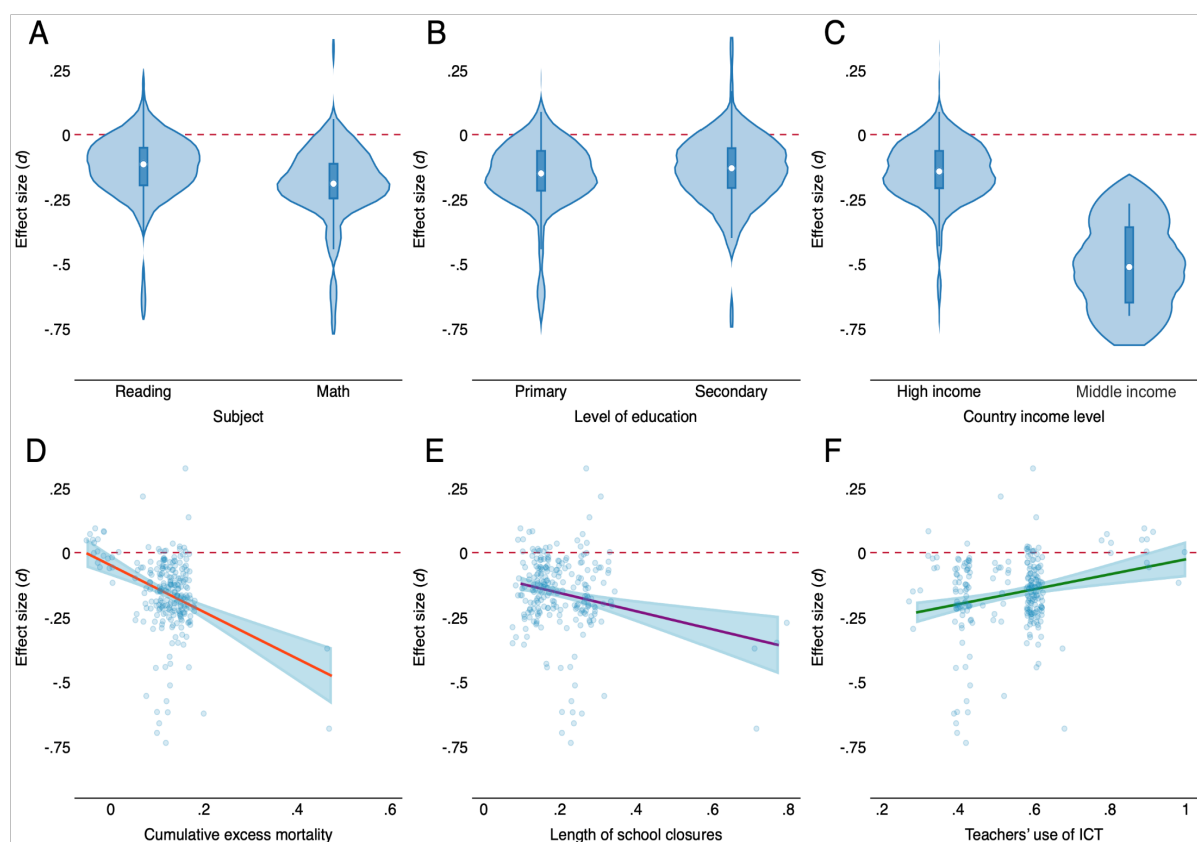 A
B
C
.25
0
-.25
-.5
-.75
Effect size (d)
Reading
Math
Subject
.25
0
-.25
-.5
-.75
Effect size (d)
Primary
Secondary
Level of education
.25
0
-.25
-.5
-.75
Effect size (d)
High income
Middle income
Country income level
D
E
F
.25
0
-.25
-.5
-.75
Effect size (d)
0
.2
.4
.6
Cumulative excess mortality
.25
0
-.25
-.5
-.75
Effect size (d)
0
.2
.4
.6
.8
Length of school closures
.25
0
-.25
-.5
-.75
Effect size (d)
.2
.4
.6
.8
1
Teachers' use of ICT